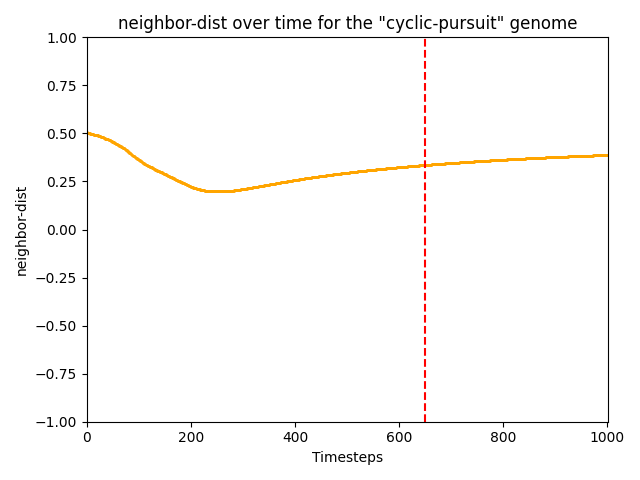 neighbor-dist over time for the "cyclic-pursuit" genome
1.00
0.75
0.50
0.25
0.00
−0.25
−0.50
−0.75
−1.00
neighbor-dist
0 200 400 600 800 1000
Timesteps